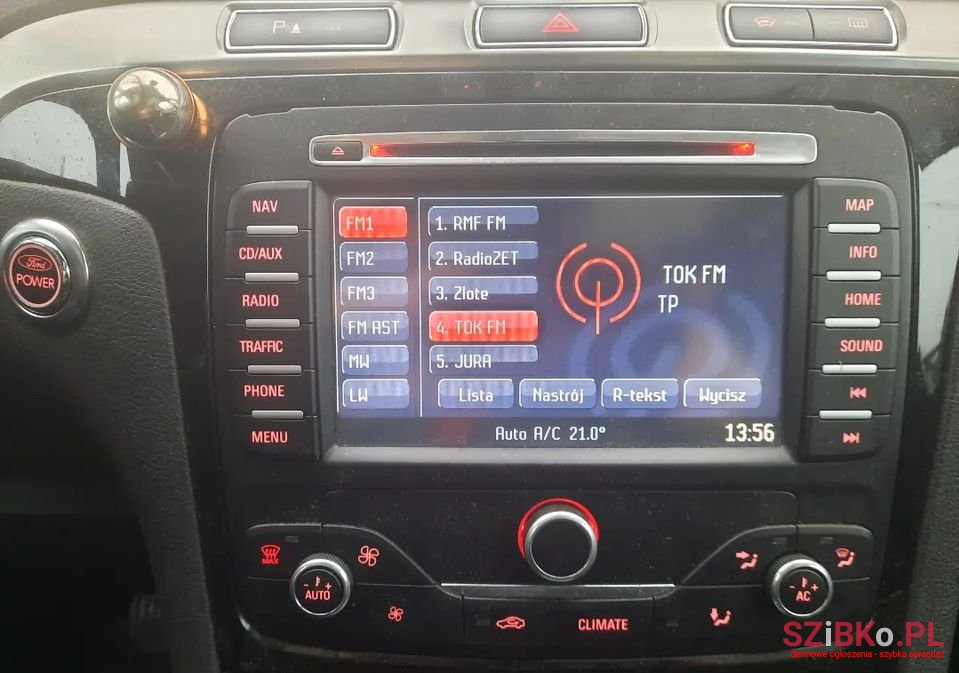 P
Ford
POWER
NAV
CD/AUX
RADIO
TRAFFIC
PHONE
MENU
FM1
FM2
FM3
FM AST
MW
LW
1. RMF FM
2. RadioZET
3. Zlote
4. TOK FM
5. JURA
TOK FM
TP
Lista
Nastrój
R-tekst
Wycisz
Auto A/C 21.0°
13:56
MAP
INFO
HOME
SOUND
MAX
- +
AUTO
CLIMATE
- +
AC
SZiBKo.PL
darmowe ogłoszenia - szybka sprzedaż